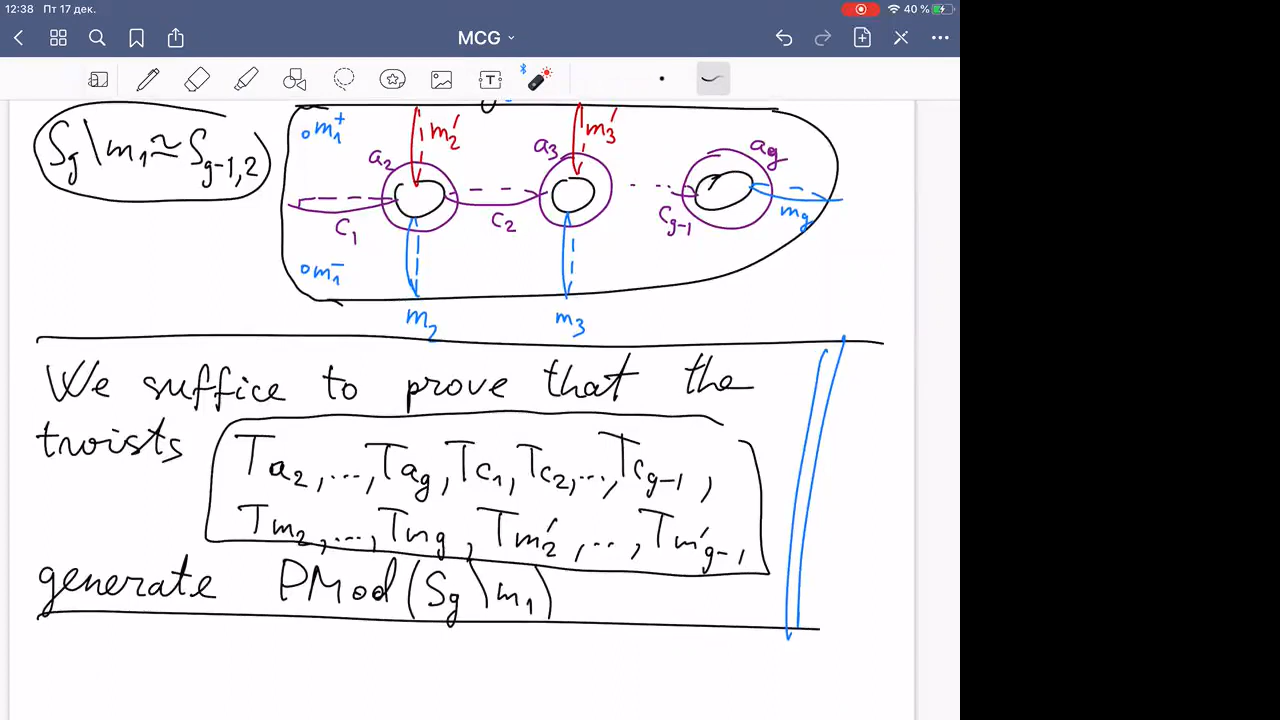 12:38 Пт 17 дек.
40 %
MCG
S_g \ m_1 ≃ S_{g-1,2}
m_1^+ m_2' m_3'
a_2 a_3 a_g
c_1 c_2 c_{g-1} m_g
m_1^-
m_2 m_3
We suffice to prove that the
twists T_{a_2}, ..., T_{a_g}, T_{c_1}, T_{c_2}, ..., T_{c_{g-1}},
T_{m_2}, ..., T_{m_g}, T_{m_2'}, ..., T_{m'_{g-1}}
generate PMod(S_g \ m_1)